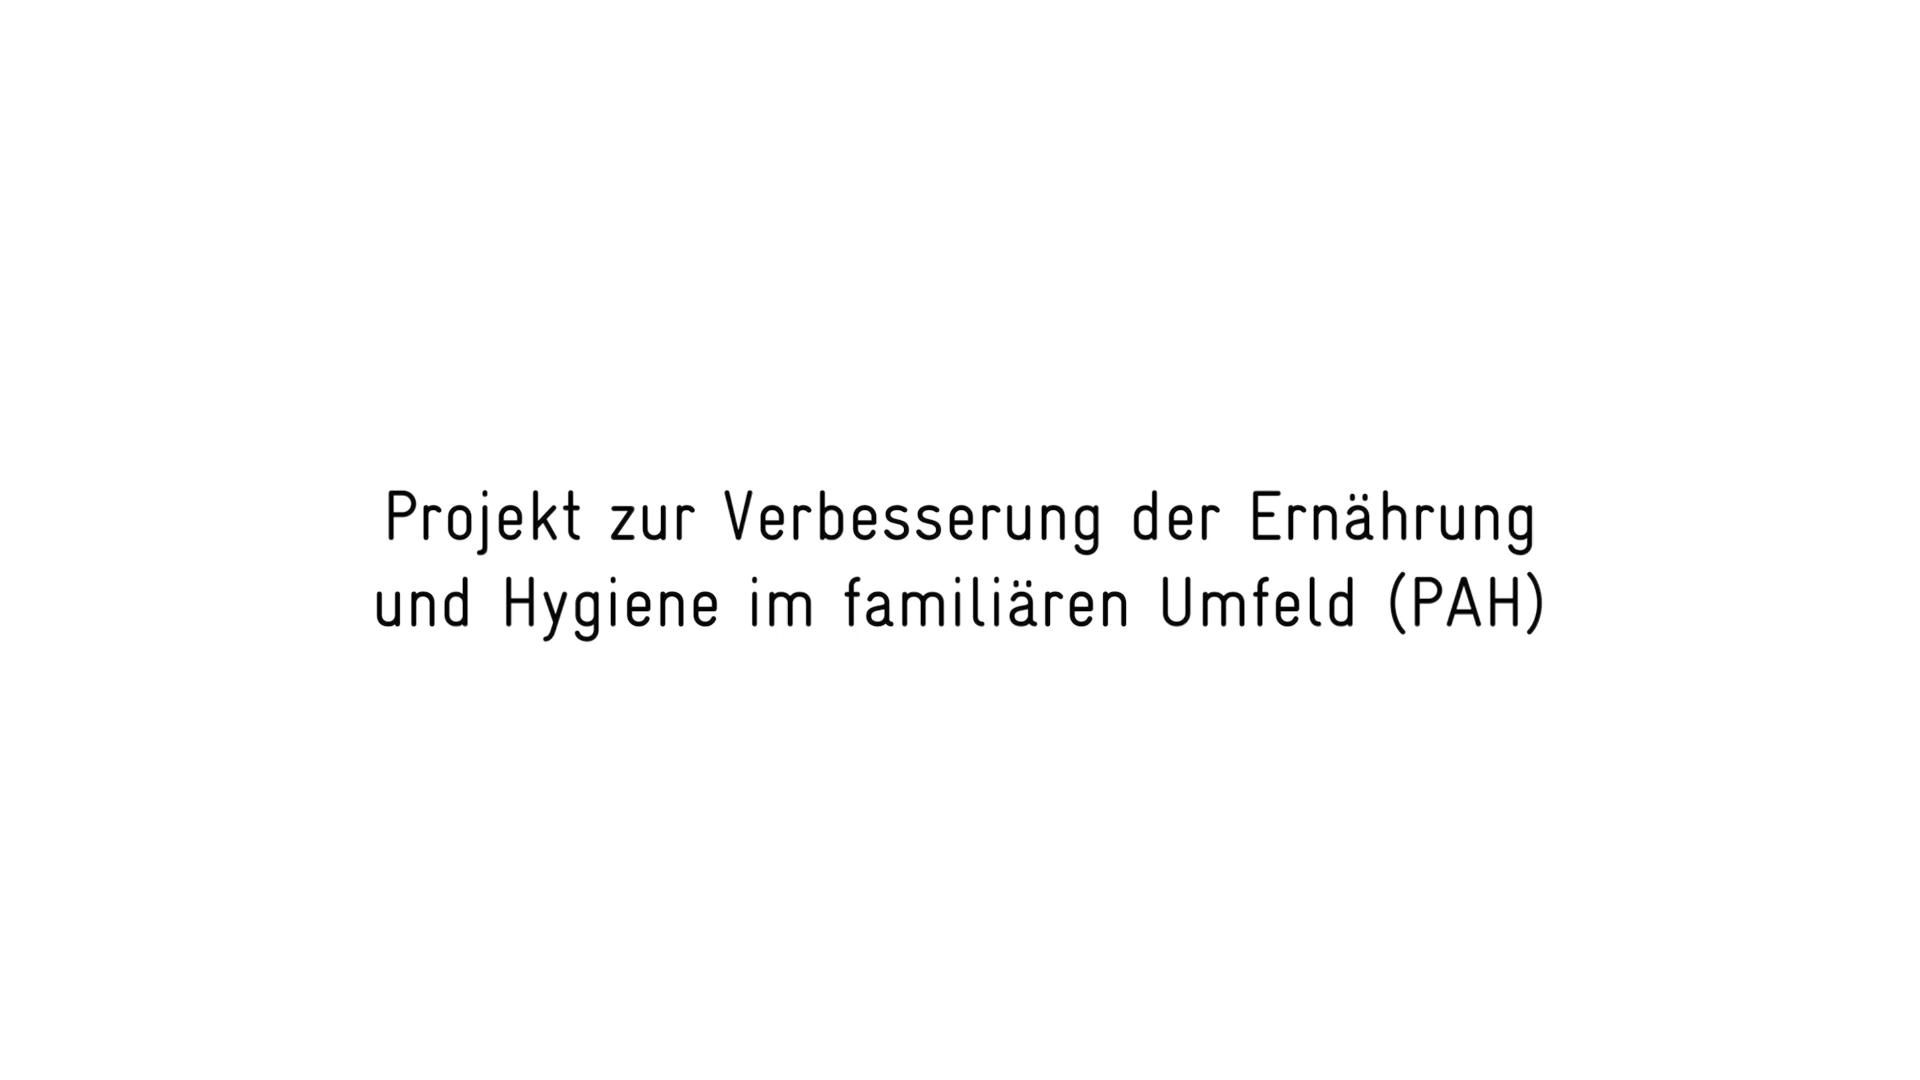 Projekt zur Verbesserung der Ernährung
und Hygiene im familiären Umfeld (PAH)